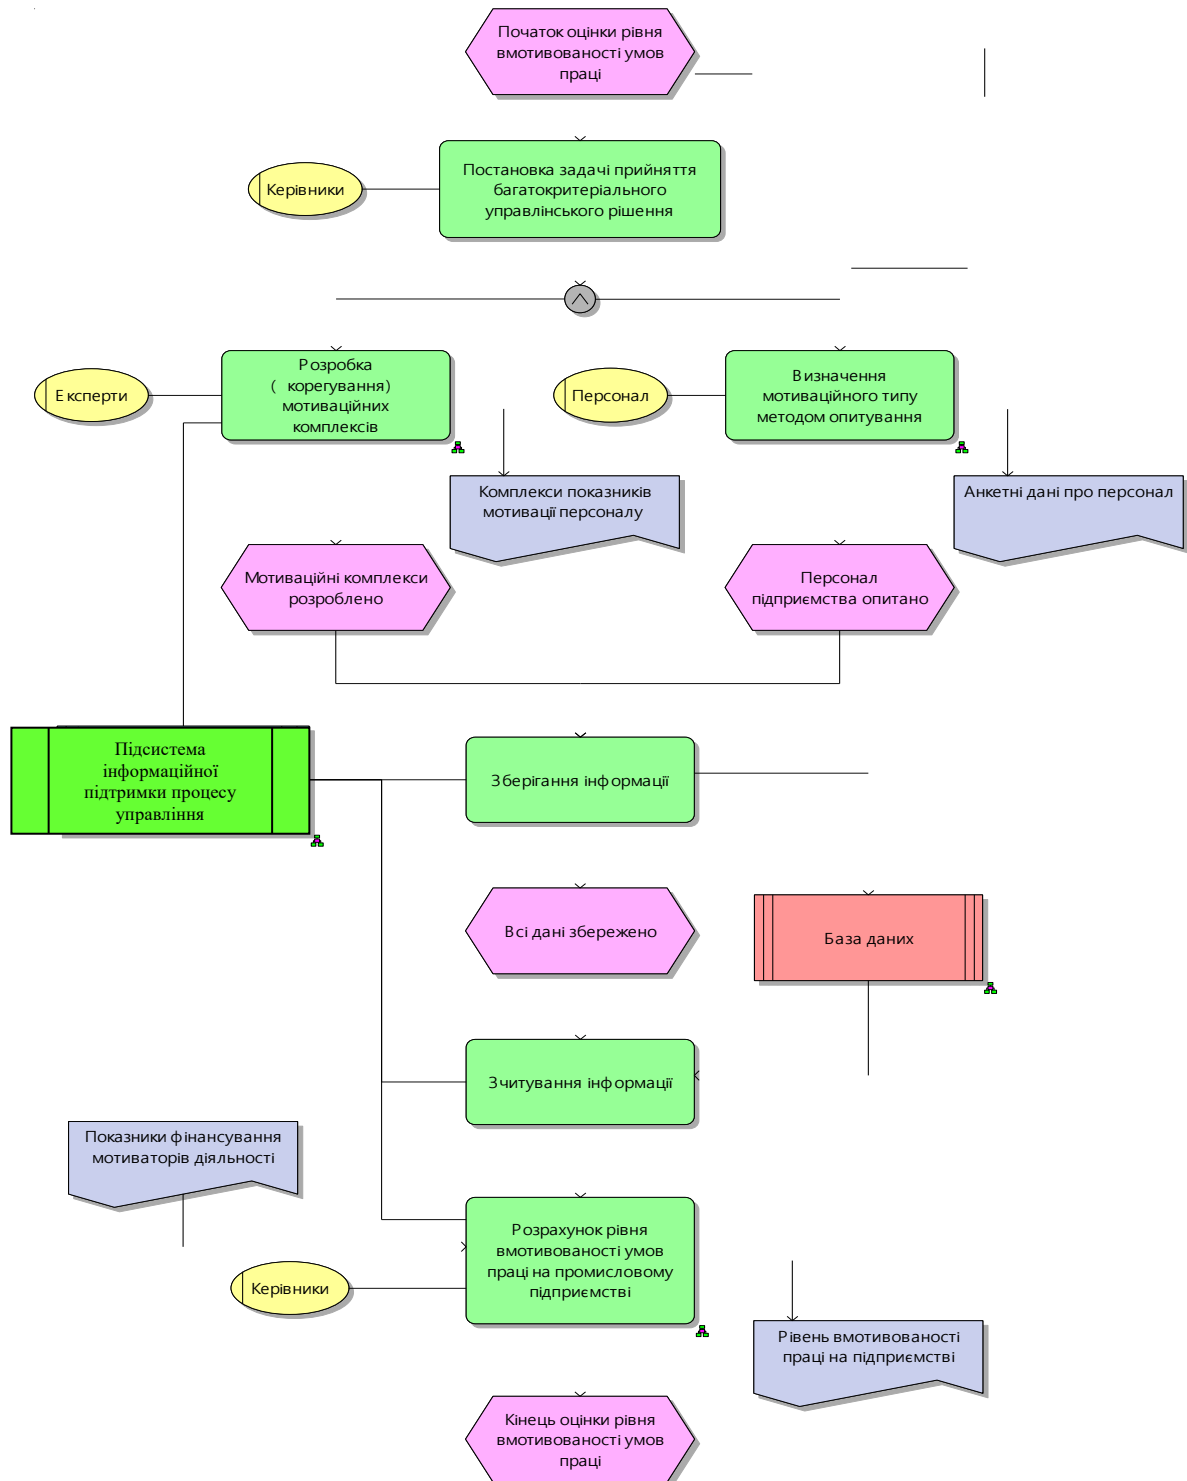 Початок оцінки рівня
вмотивованості умов
праці
Керівники
Постановка задачі прийняття
багатокритеріального
управлінського рішення
Експерти
Розробка
( корегування)
мотиваційних
комплексів
Персонал
Визначення
мотиваційного типу
методом опитування
Комплекси показників
мотивації персоналу
Анкетні дані про персонал
Мотиваційні комплекси
розроблено
Персонал
підприємства опитано
Підсистема
інформаційної
підтримки процесу
управління
Зберігання інформації
Всі дані збережено
База даних
Зчитування інформації
Показники фінансування
мотиваторів діяльності
Розрахунок рівня
вмотивованості умов
праці на промисловому
підприємстві
Керівники
Рівень вмотивованості
праці на підприємстві
Кінець оцінки рівня
вмотивованості умов
праці